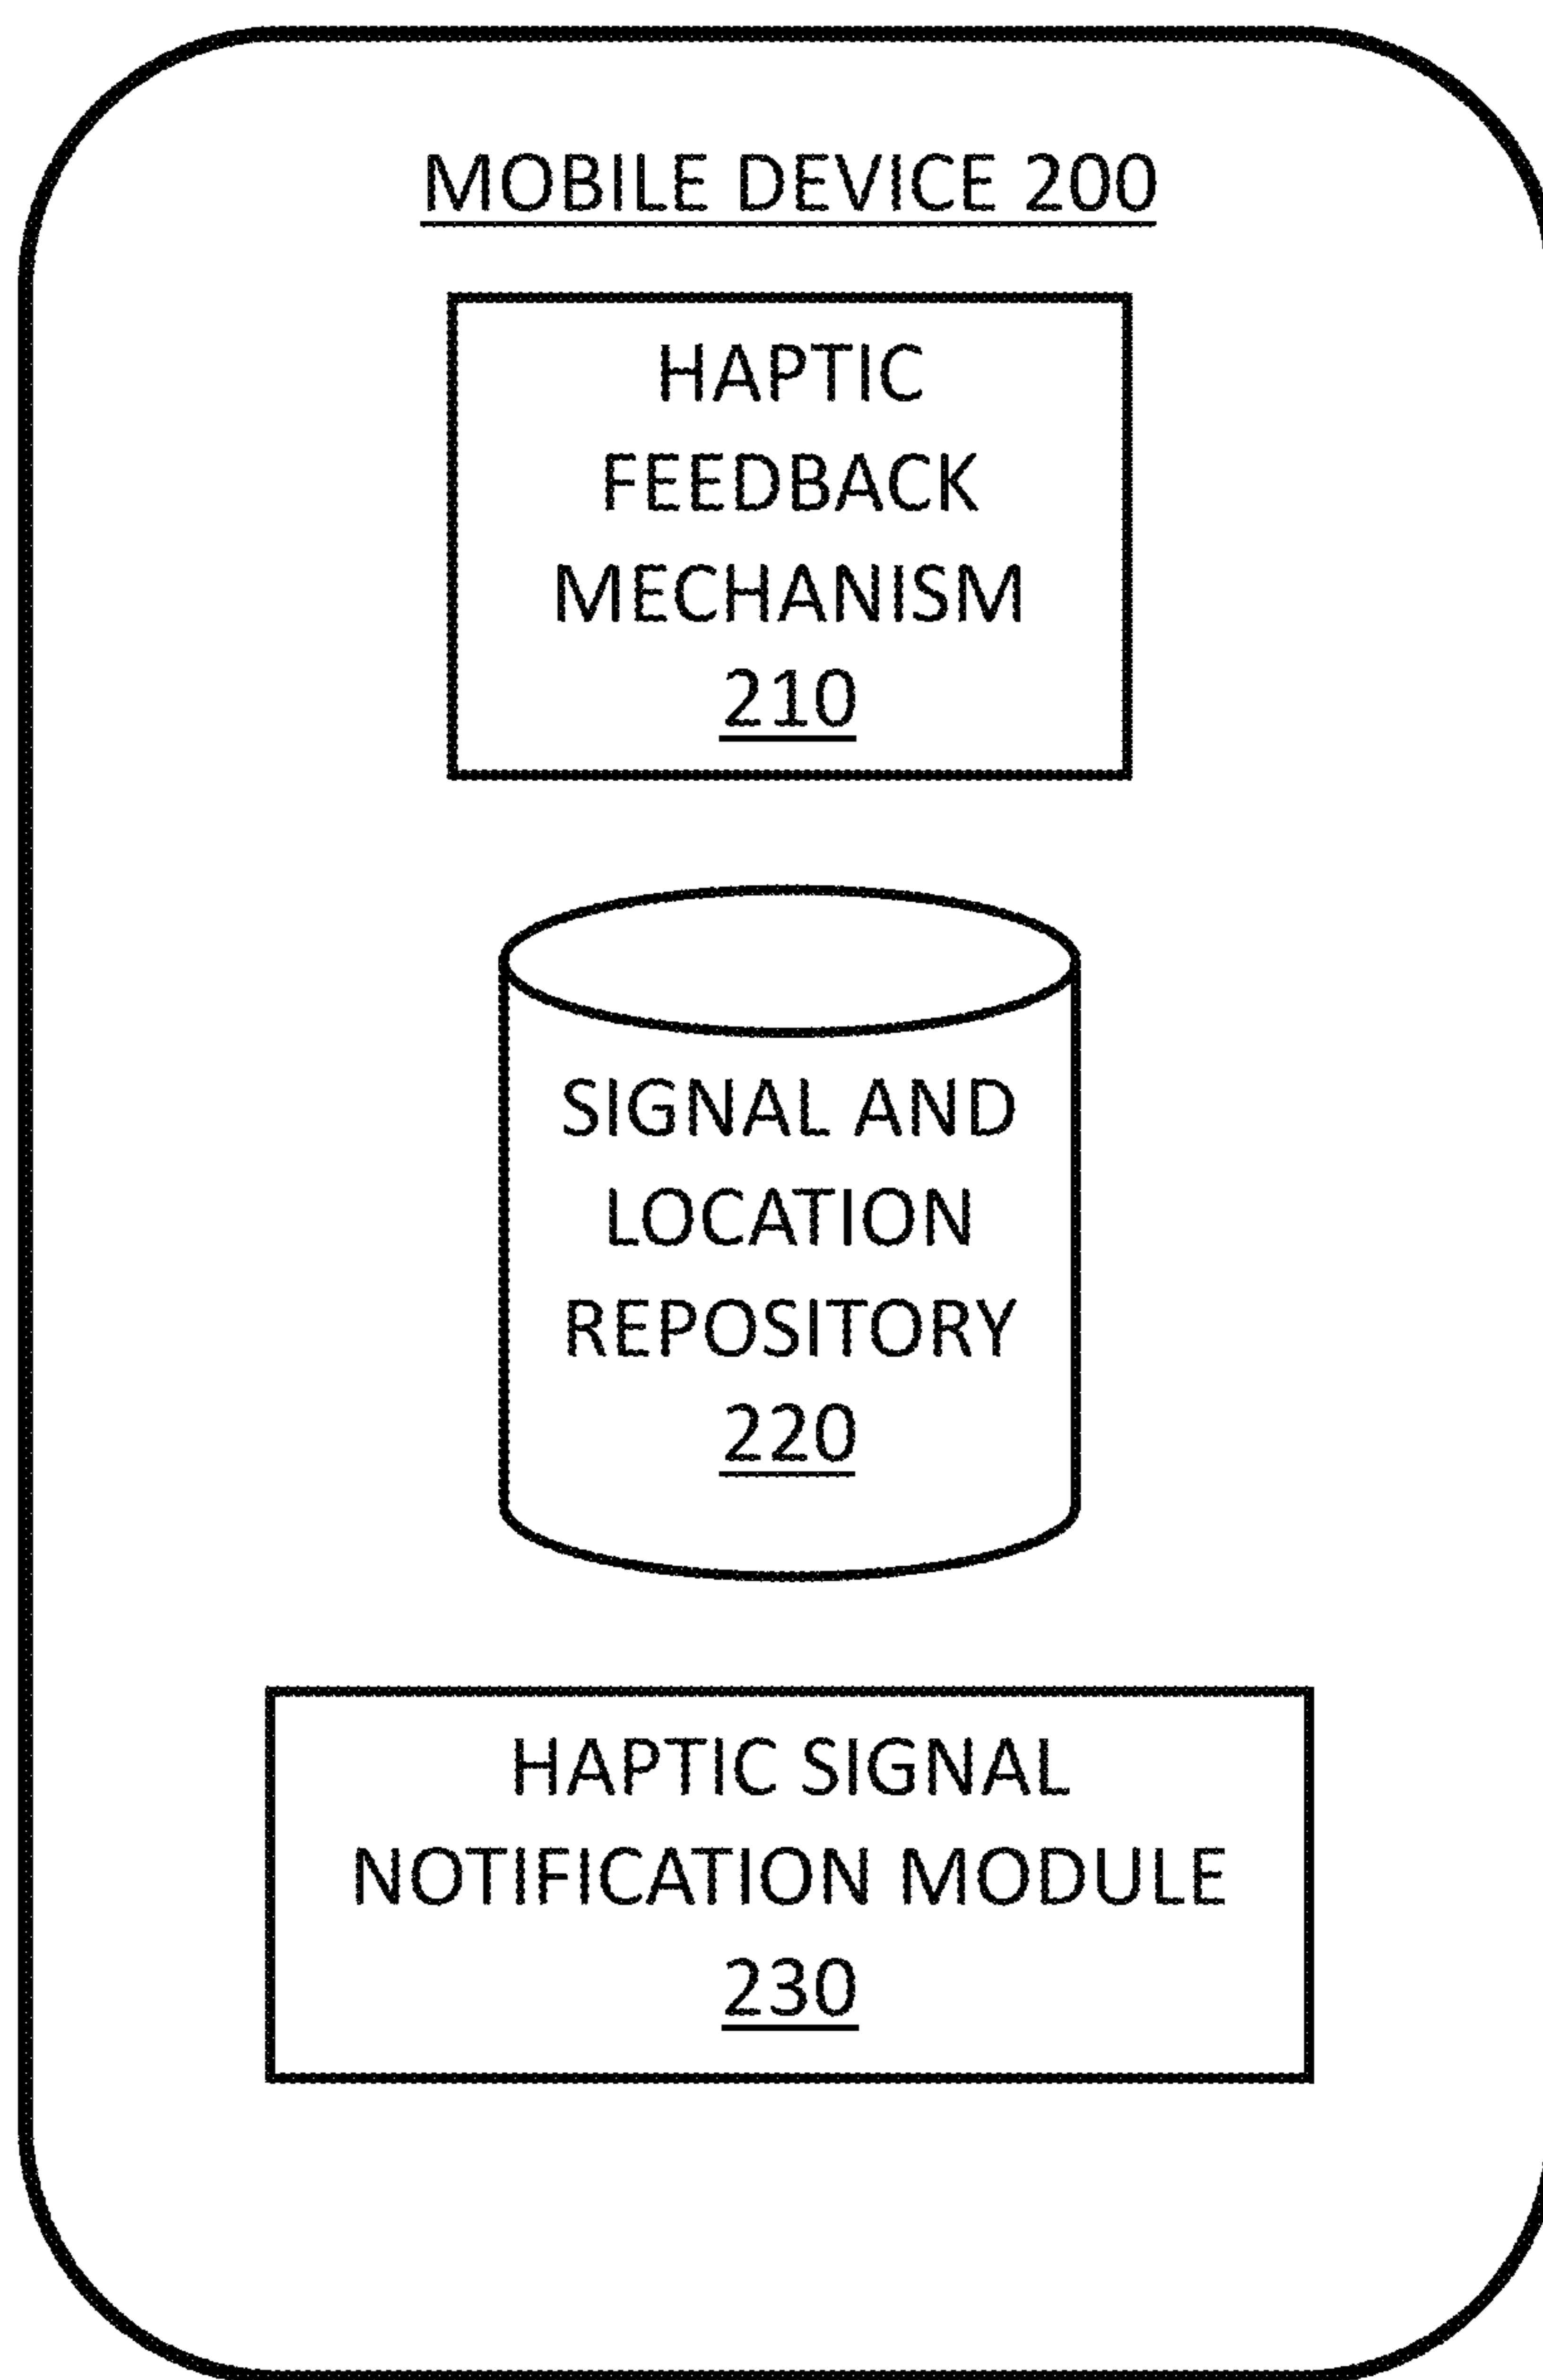 MOBILE DEVICE 200
HAPTIC
FEEDBACK
MECHANISM
210
SIGNAL AND
LOCATION
REPOSITORY
220
HAPTIC SIGNAL
NOTIFICATION MODULE
230